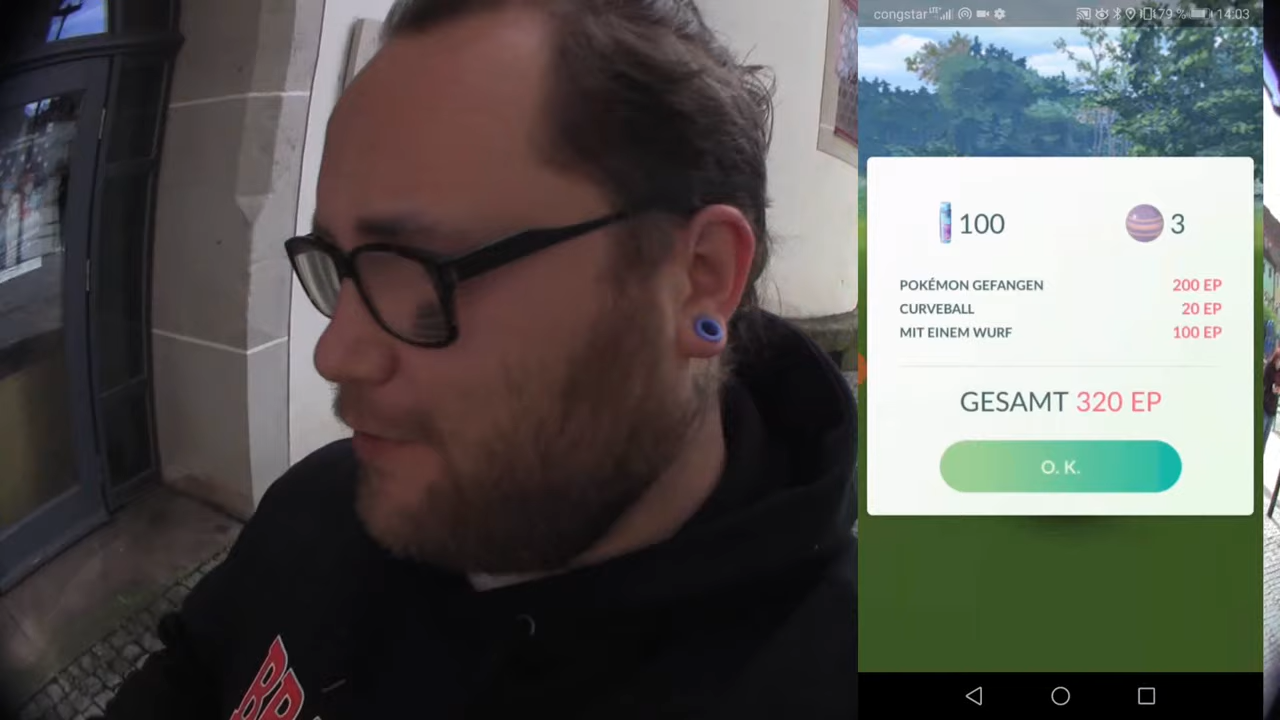 congstar 79 % 14:03
100 3
POKÉMON GEFANGEN 200 EP
CURVEBALL 20 EP
MIT EINEM WURF 100 EP
GESAMT 320 EP
O. K.